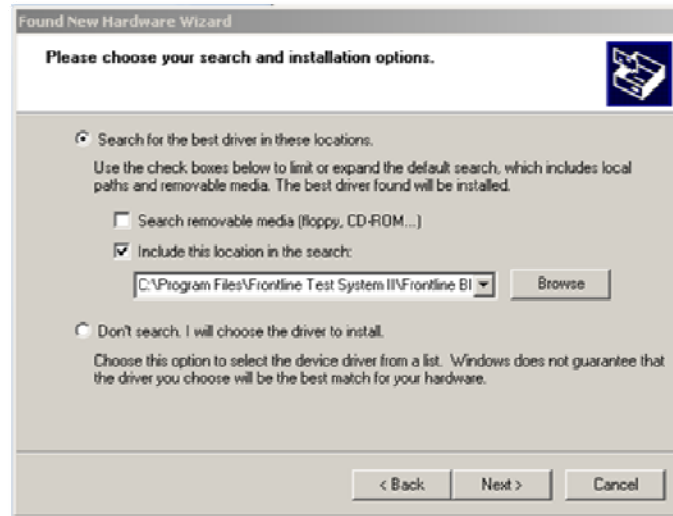 Found New Hardware Wizard
Please choose your search and installation options.
Search for the best driver in these locations.
Use the check boxes below to limit or expand the default search, which includes local
paths and removable media. The best driver found will be installed.
Search removable media (floppy, CD-ROM...)
Include this location in the search:
C:\Program Files\Frontline Test System II\Frontline Bl
Browse
Don't search. I will choose the driver to install.
Choose this option to select the device driver from a list. Windows does not guarantee that
the driver you choose will be the best match for your hardware.
< Back
Next >
Cancel